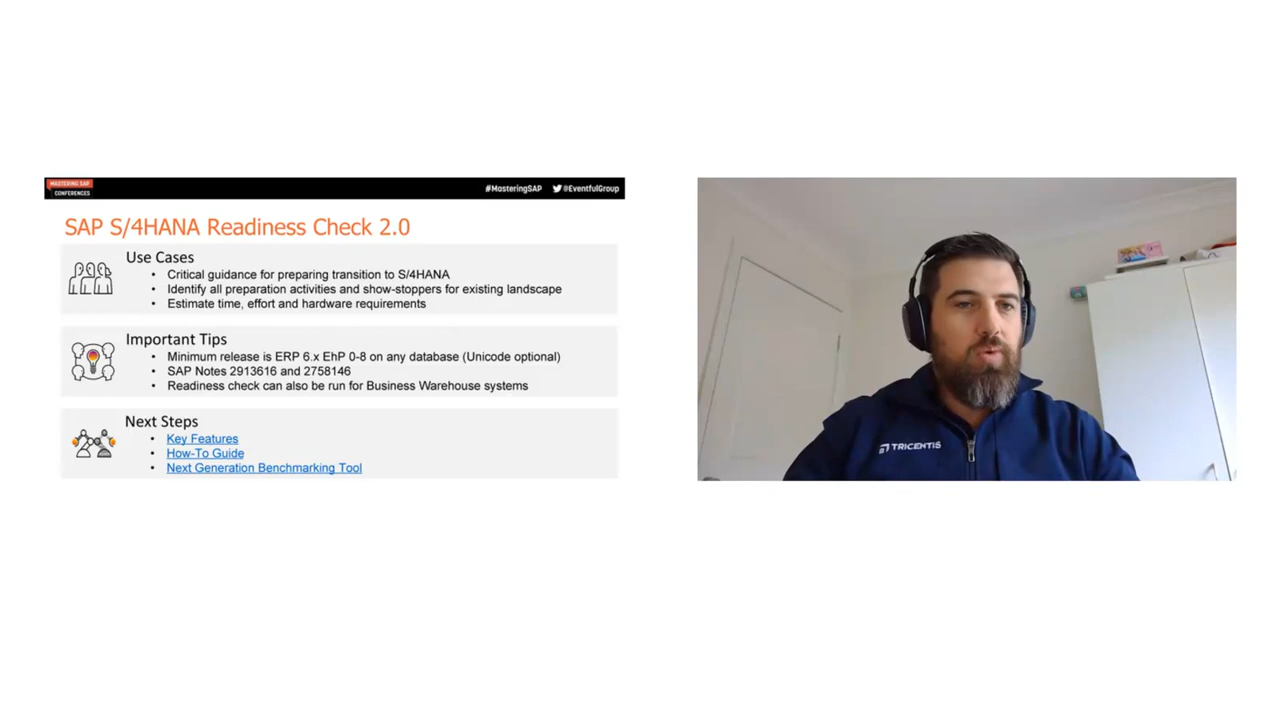 MASTERING SAP
CONFERENCES
#MasteringSAP @EventfulGroup
SAP S/4HANA Readiness Check 2.0
Use Cases
• Critical guidance for preparing transition to S/4HANA
• Identify all preparation activities and show-stoppers for existing landscape
• Estimate time, effort and hardware requirements
Important Tips
• Minimum release is ERP 6.x EhP 0-8 on any database (Unicode optional)
• SAP Notes 2913616 and 2758146
• Readiness check can also be run for Business Warehouse systems
Next Steps
• Key Features
• How-To Guide
• Next Generation Benchmarking Tool
TRICENTIS